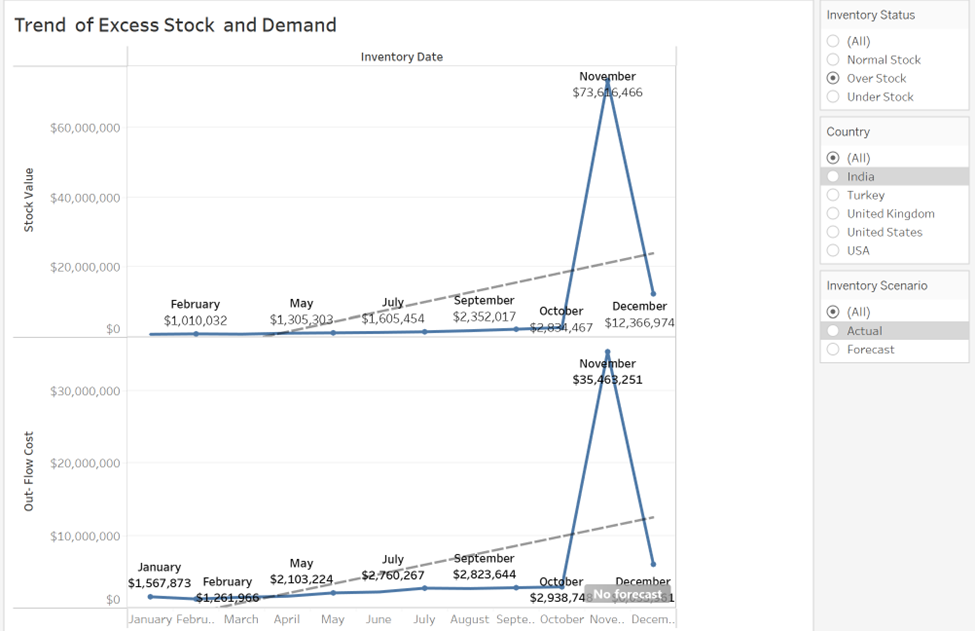 Trend of Excess Stock and Demand
Inventory Date
Stock Value
$60,000,000
$40,000,000
$20,000,000
$0
November
$73,616,466
February
$1,010,032
May
$1,305,303
July
$1,605,454
September
$2,352,017
October
$2,834,467
December
$12,366,974
Out- Flow Cost
$30,000,000
$20,000,000
$10,000,000
$0
November
$35,463,251
January
$1,567,873
February
$1,261,966
May
$2,103,224
July
$2,760,267
September
$2,823,644
October
December
No forecast
January Febru.. March April May June July August Septe.. October Nove.. Decem..
Inventory Status
(All)
Normal Stock
Over Stock
Under Stock
Country
(All)
India
Turkey
United Kingdom
United States
USA
Inventory Scenario
(All)
Actual
Forecast